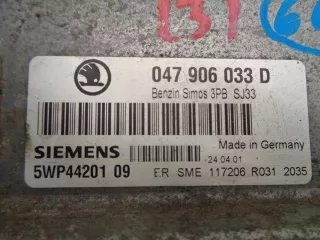 (3)
047 906 033 D
Benzin Simos 3PB SJ33
SIEMENS
Made in Germany
24.04.01
5WP44201 09
ER SME 117206 R031 2035